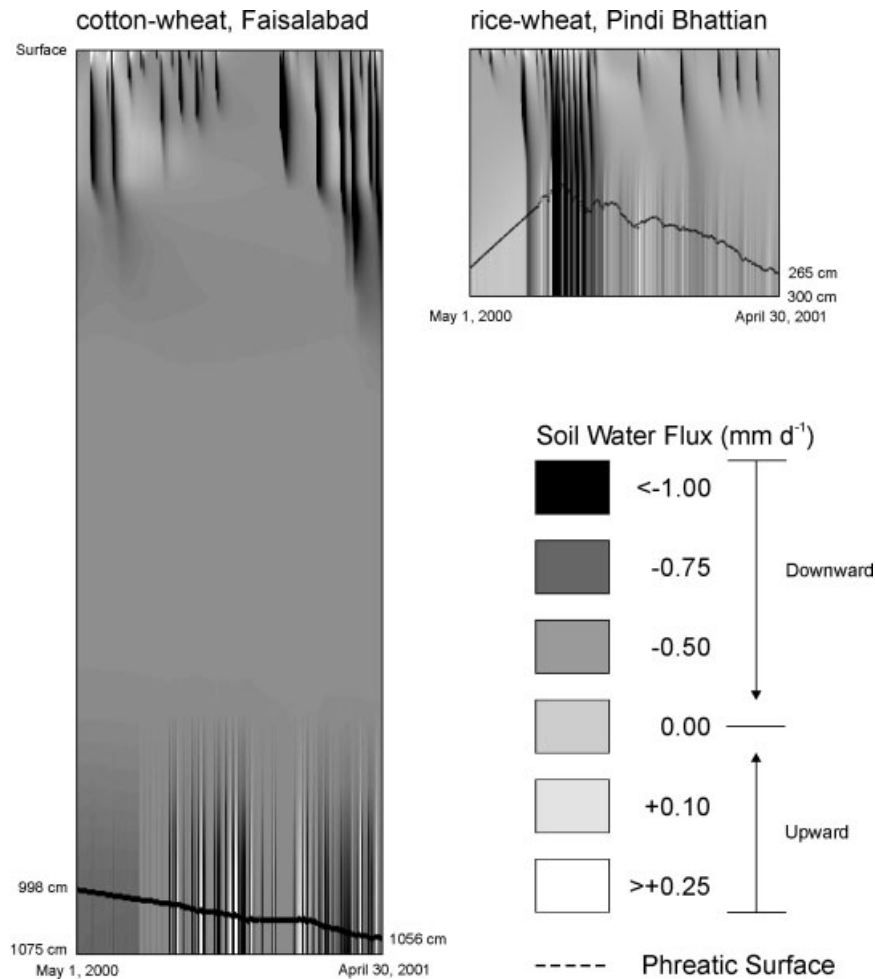 cotton-wheat, Faisalabad
Surface
998 cm
1075 cm
1056 cm
May 1, 2000
April 30, 2001
rice-wheat, Pindi Bhattian
265 cm
300 cm
May 1, 2000
April 30, 2001
Soil Water Flux (mm d⁻¹)
<-1.00
-0.75
-0.50
0.00
+0.10
>+0.25
Downward
Upward
Phreatic Surface